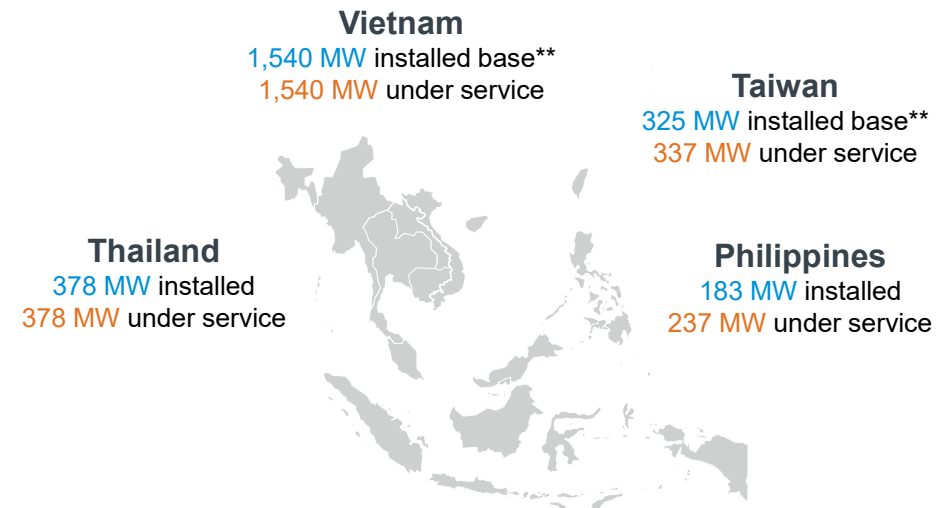 Vietnam
1,540 MW installed base**
1,540 MW under service
Taiwan
325 MW installed base**
337 MW under service
Thailand
378 MW installed
378 MW under service
Philippines
183 MW installed
237 MW under service